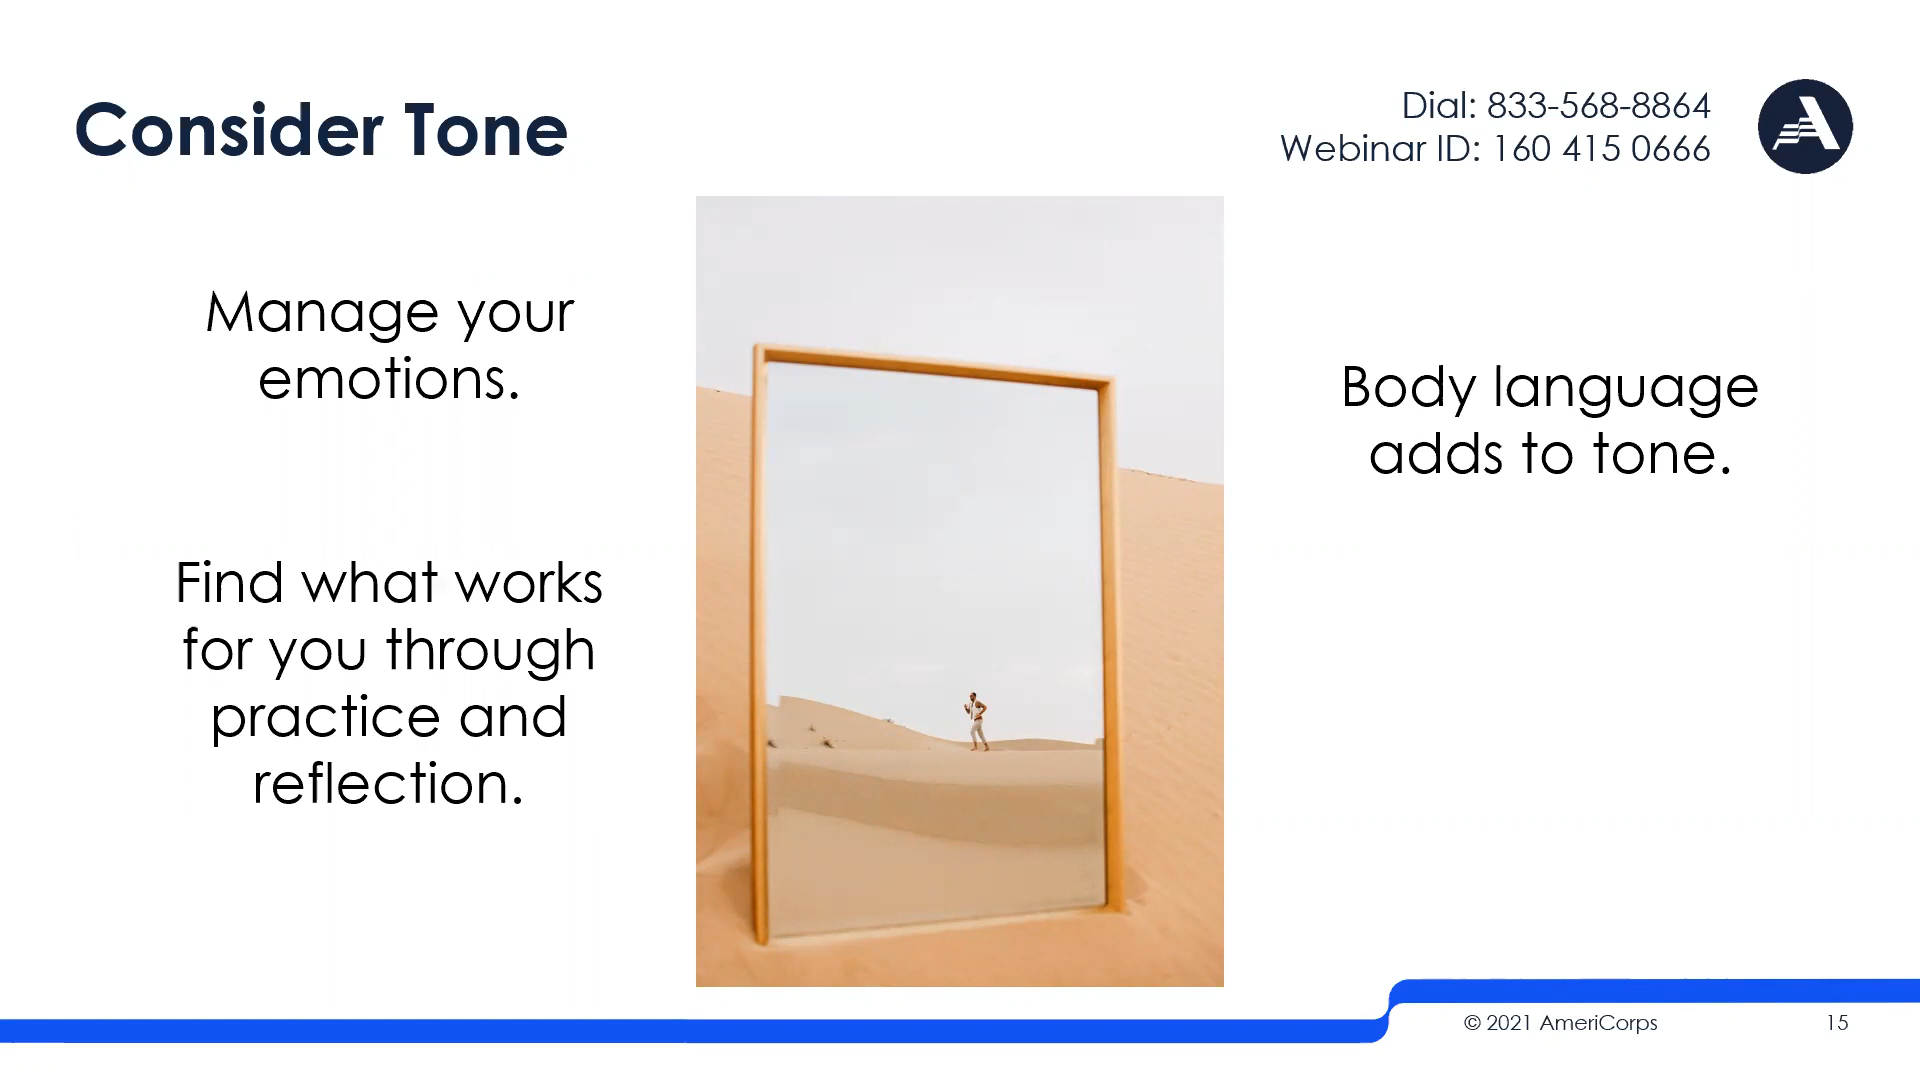 Consider Tone
Dial: 833-568-8864
Webinar ID: 160 415 0666
Manage your
emotions.
Find what works
for you through
practice and
reflection.
Body language
adds to tone.
© 2021 AmeriCorps
15